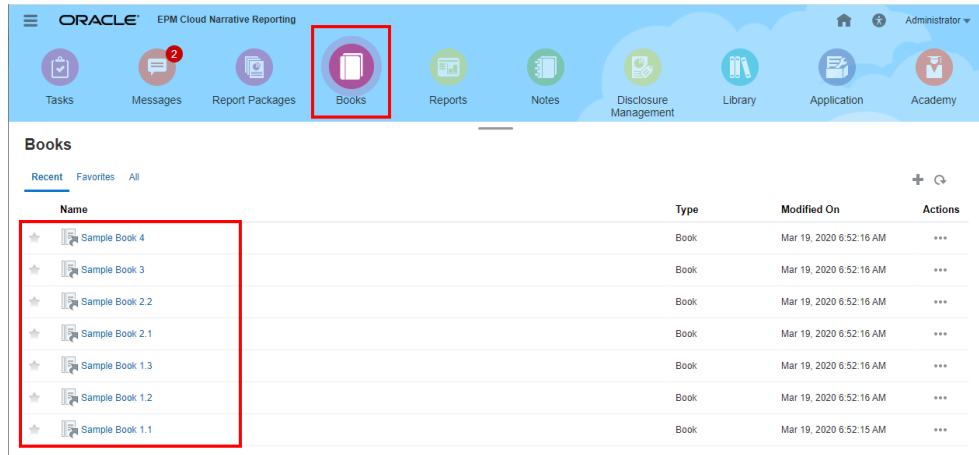 ORACLE® EPM Cloud Narrative Reporting Administrator
2
Tasks Messages Report Packages Books Reports Notes Disclosure Management Library Application Academy
Books
Recent Favorites All
Name Type Modified On Actions
Sample Book 4 Book Mar 19, 2020 6:52:16 AM
Sample Book 3 Book Mar 19, 2020 6:52:16 AM
Sample Book 2.2 Book Mar 19, 2020 6:52:16 AM
Sample Book 2.1 Book Mar 19, 2020 6:52:16 AM
Sample Book 1.3 Book Mar 19, 2020 6:52:16 AM
Sample Book 1.2 Book Mar 19, 2020 6:52:16 AM
Sample Book 1.1 Book Mar 19, 2020 6:52:15 AM